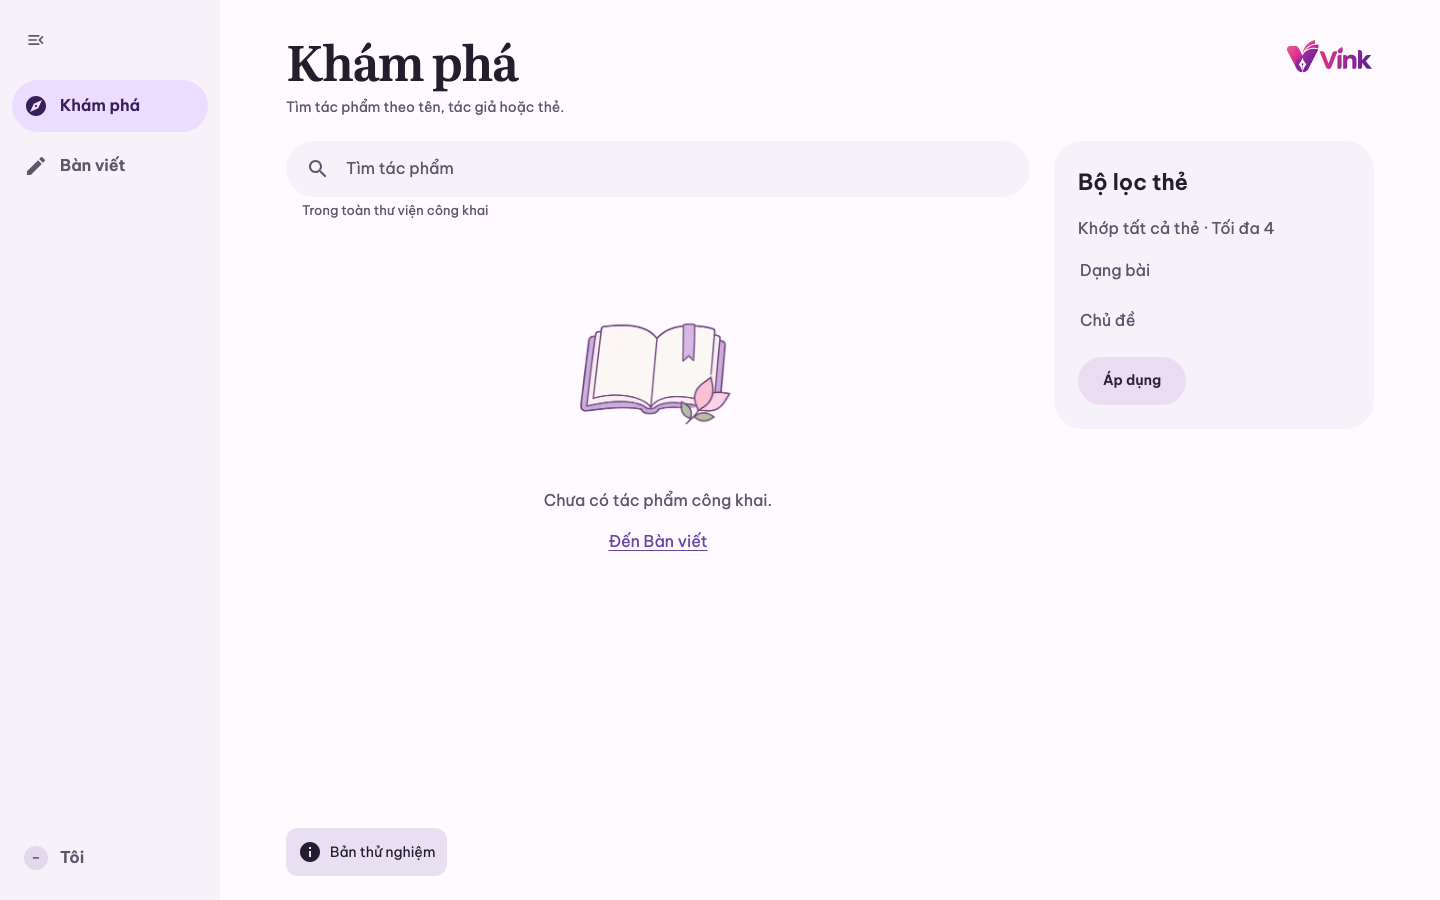 Khám phá
Bàn viết
Tôi
Khám phá
Tìm tác phẩm theo tên, tác giả hoặc thẻ.
Vink
Tìm tác phẩm
Trong toàn thư viện công khai
Chưa có tác phẩm công khai.
Đến Bàn viết
Bộ lọc thẻ
Khớp tất cả thẻ · Tối đa 4
Dạng bài
Chủ đề
Áp dụng
Bản thử nghiệm